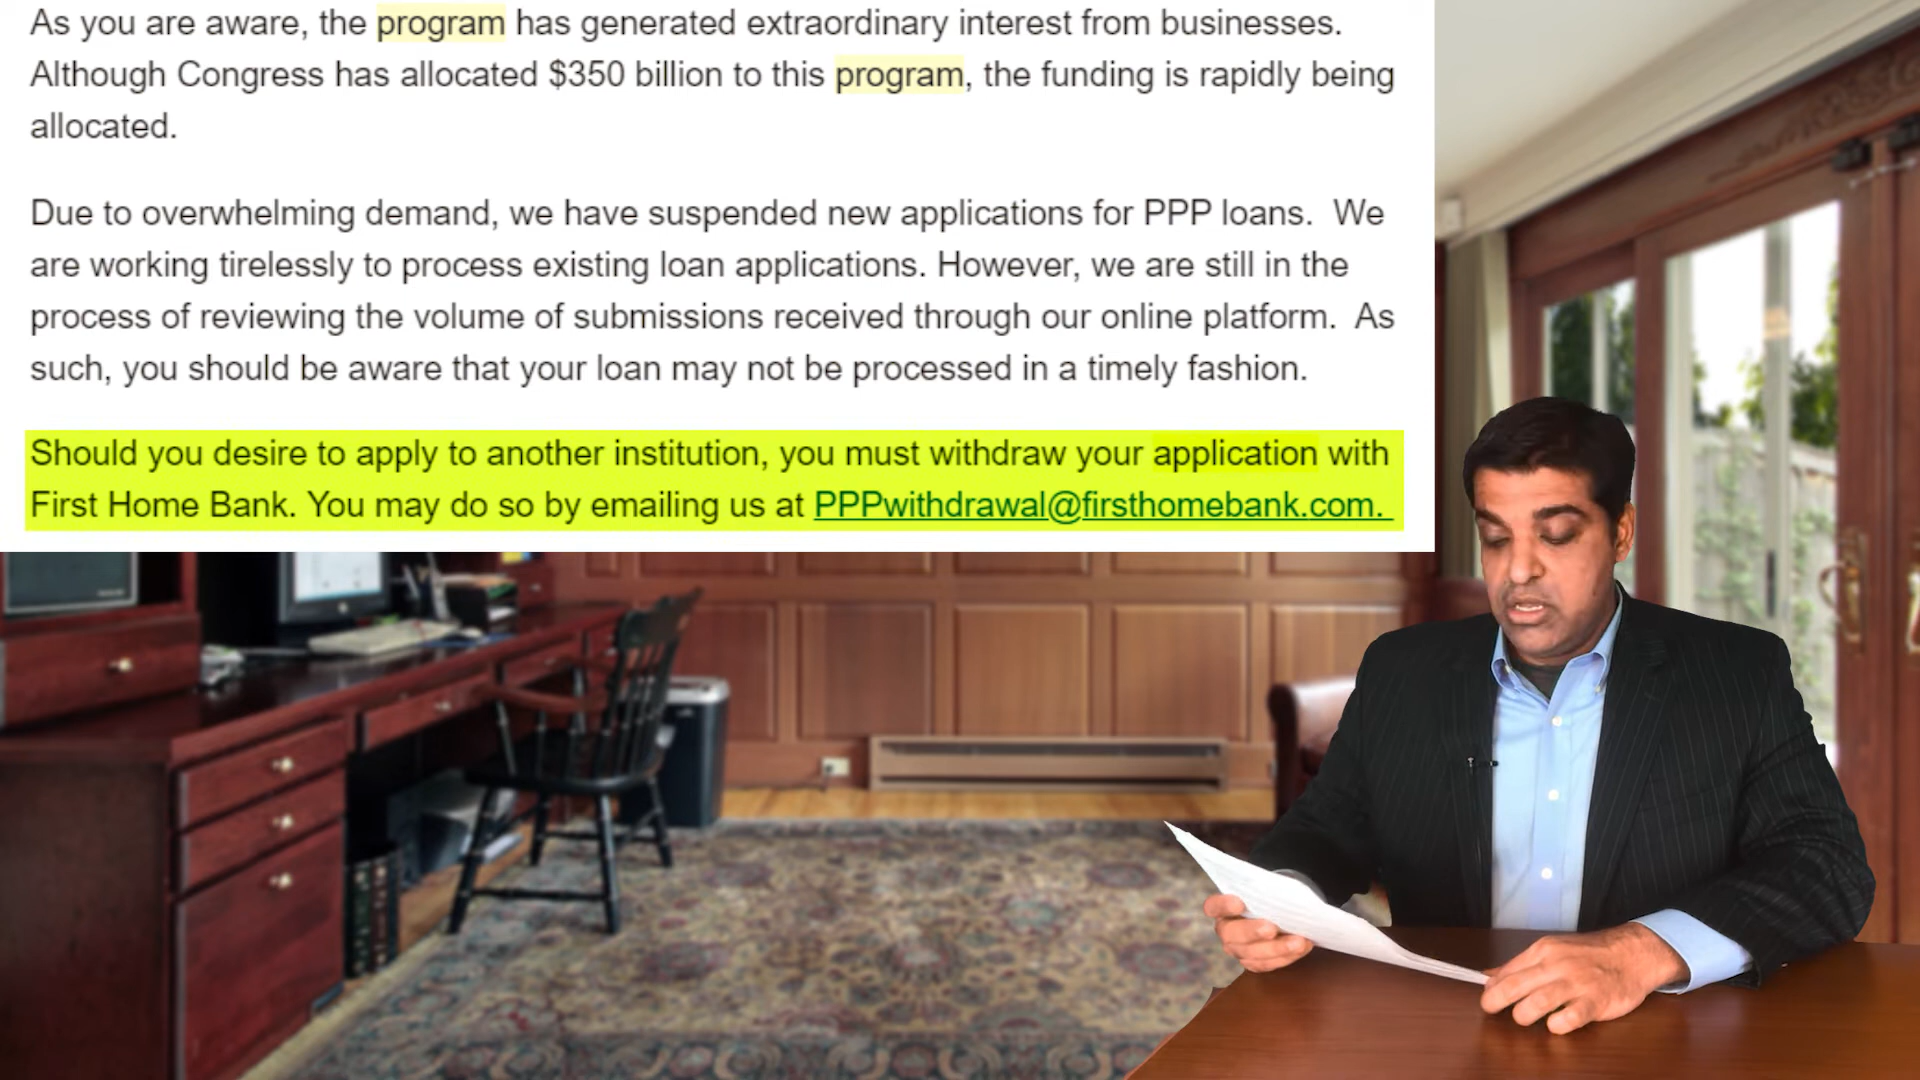 As you are aware, the program has generated extraordinary interest from businesses.
Although Congress has allocated $350 billion to this program, the funding is rapidly being
allocated.
Due to overwhelming demand, we have suspended new applications for PPP loans.  We
are working tirelessly to process existing loan applications. However, we are still in the
process of reviewing the volume of submissions received through our online platform.  As
such, you should be aware that your loan may not be processed in a timely fashion.
Should you desire to apply to another institution, you must withdraw your application with
First Home Bank. You may do so by emailing us at PPPwithdrawal@firsthomebank.com.